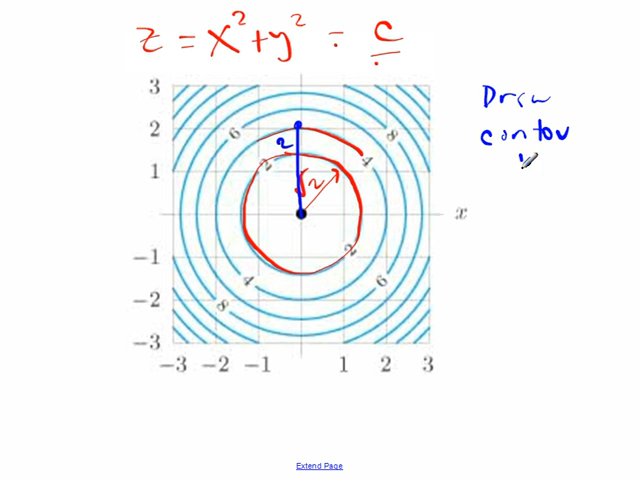 z = x² + y² = c
Draw
contou
3
2
1
−1
−2
−3
−3 −2 −1 1 2 3
x
6
8
2
4
2
4
6
8
2
√2
Extend Page